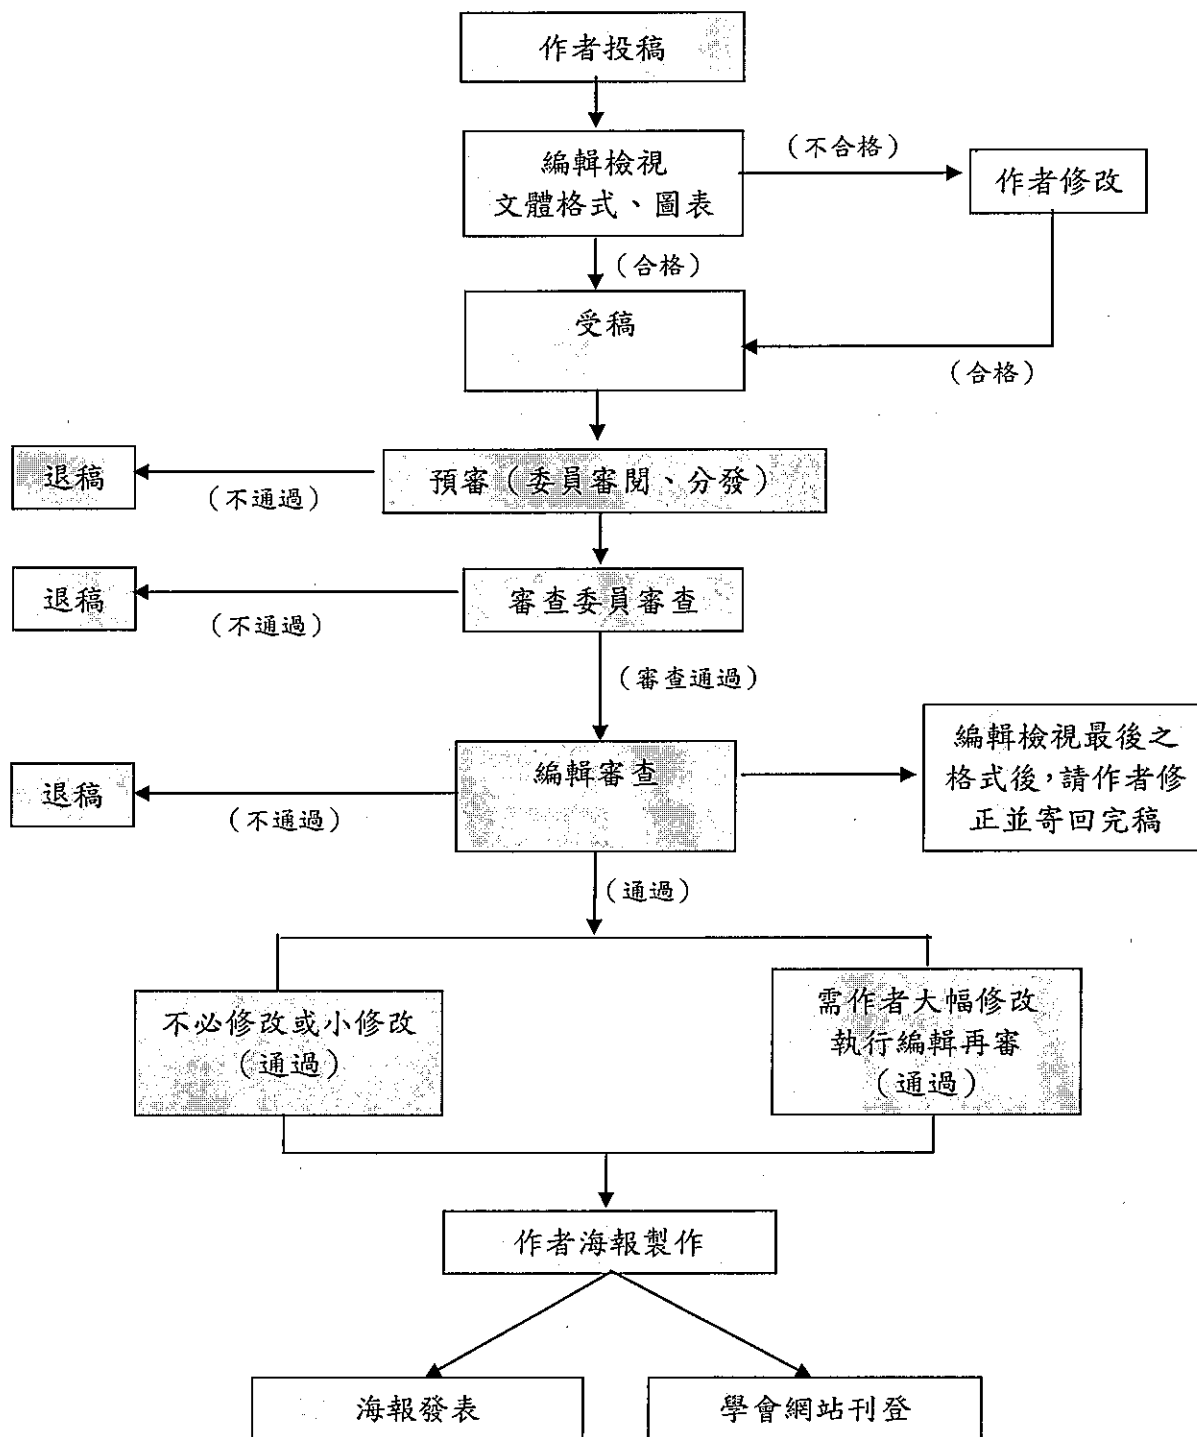 作者投稿
編輯檢視
文體格式、圖表
(不合格)
作者修改
(合格)
受稿
(合格)
預審(委員審閱、分發)
(不通過)
退稿
審查委員審查
(不通過)
退稿
(審查通過)
編輯審查
(不通過)
退稿
編輯檢視最後之
格式後,請作者修
正並寄回完稿
(通過)
不必修改或小修改
(通過)
需作者大幅修改
執行編輯再審
(通過)
作者海報製作
海報發表
學會網站刊登